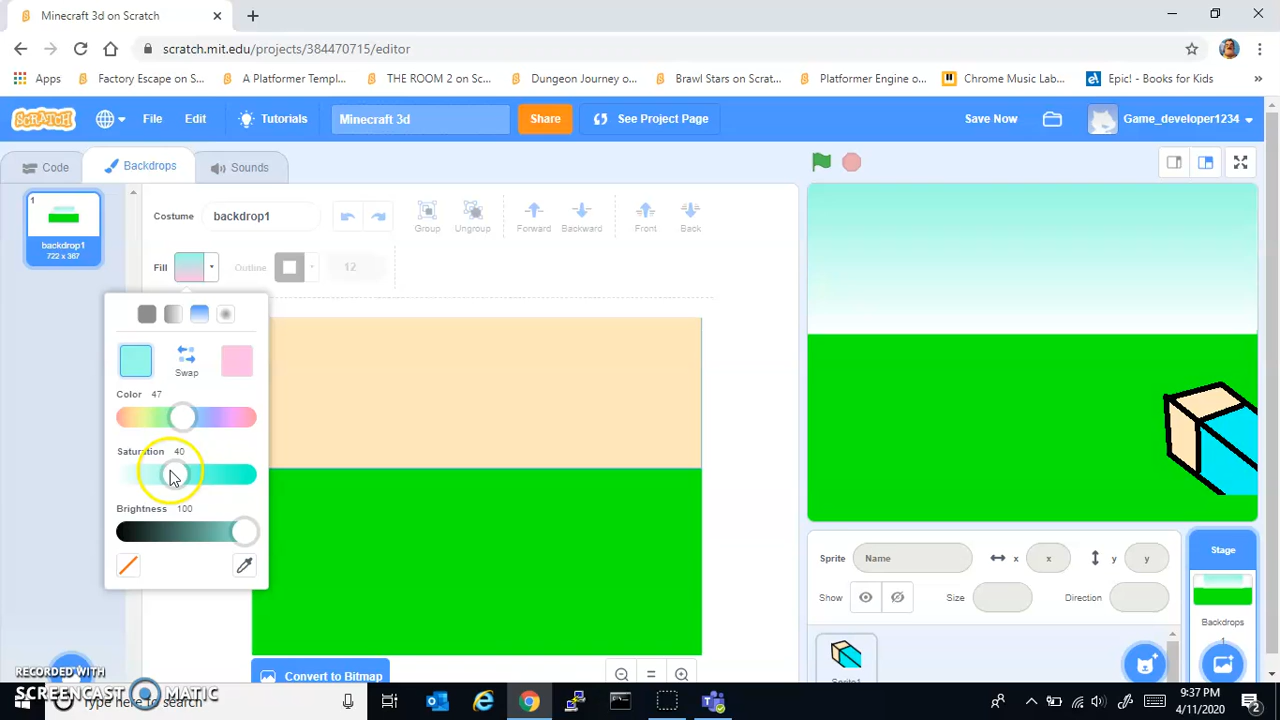 Minecraft 3d on Scratch
scratch.mit.edu/projects/384470715/editor
Apps
Factory Escape on S...
A Platformer Templ...
THE ROOM 2 on Scr...
Dungeon Journey o...
Brawl Stars on Scrat...
Platformer Engine o...
Chrome Music Lab...
Epic! - Books for Kids
SCRATCH
File
Edit
Tutorials
Minecraft 3d
Share
See Project Page
Save Now
Game_developer1234
Code
Backdrops
Sounds
1
backdrop1
722 x 367
Costume
backdrop1
Group
Ungroup
Forward
Backward
Front
Back
Fill
Outline
12
Swap
Color 47
Saturation 40
Brightness 100
Convert to Bitmap
Sprite
Name
x
x
y
y
Show
Size
Direction
Stage
Backdrops
1
Sprite1
RECORDED WITH
SCREENCAST MATIC
Type here to search
9:37 PM
4/11/2020
2